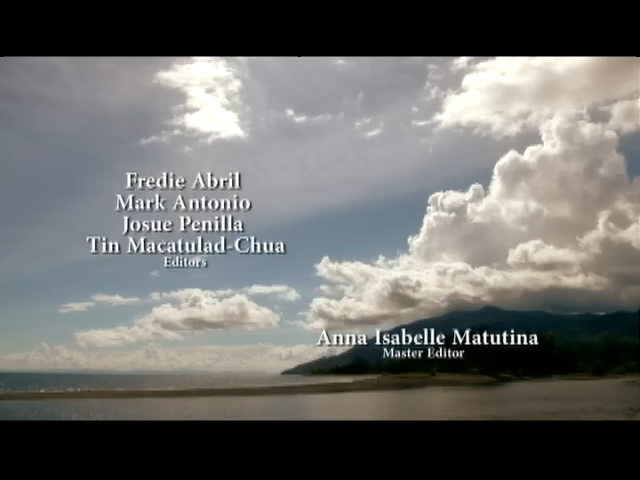 Fredie Abril
Mark Antonio
Josue Penilla
Tin Macatulad-Chua
Editors
Anna Isabelle Matutina
Master Editor